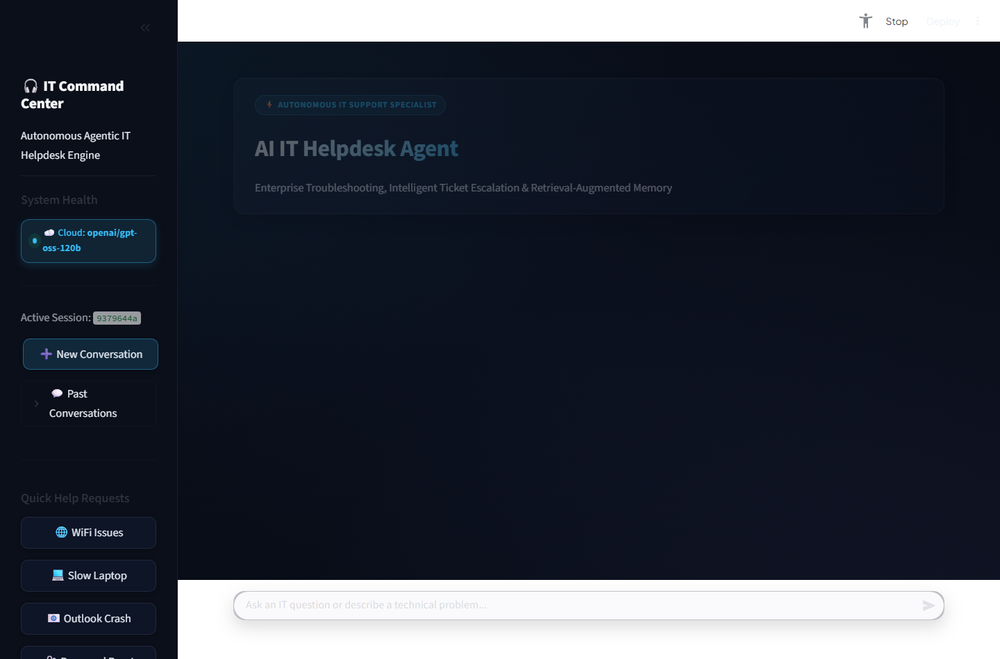 Stop
Deploy
IT Command
Center
Autonomous Agentic IT
Helpdesk Engine
System Health
Cloud: openai/gpt-
oss-120b
Active Session: 9379644a
New Conversation
Past
Conversations
Quick Help Requests
WiFi Issues
Slow Laptop
Outlook Crash
AUTONOMOUS IT SUPPORT SPECIALIST
AI IT Helpdesk Agent
Enterprise Troubleshooting, Intelligent Ticket Escalation & Retrieval-Augmented Memory
Ask an IT question or describe a technical problem...